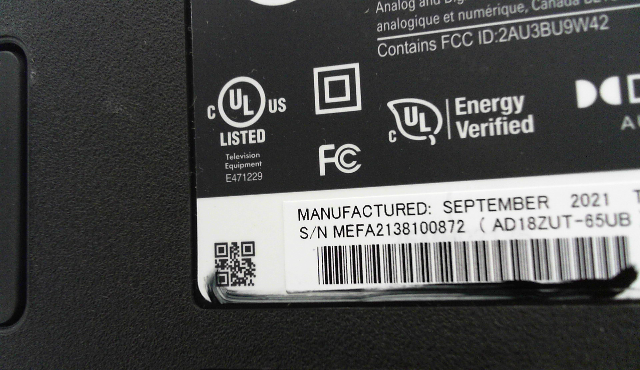 Analog and Dig
analogique et numérique, Canada
Contains FCC ID:2AU3BU9W42
C UL US
LISTED
Television
Equipment
E471229
FC
C UL
Energy
Verified
AU
MANUFACTURED: SEPTEMBER 2021 T
S/N MEFA2138100872 ( AD18ZUT-65UB